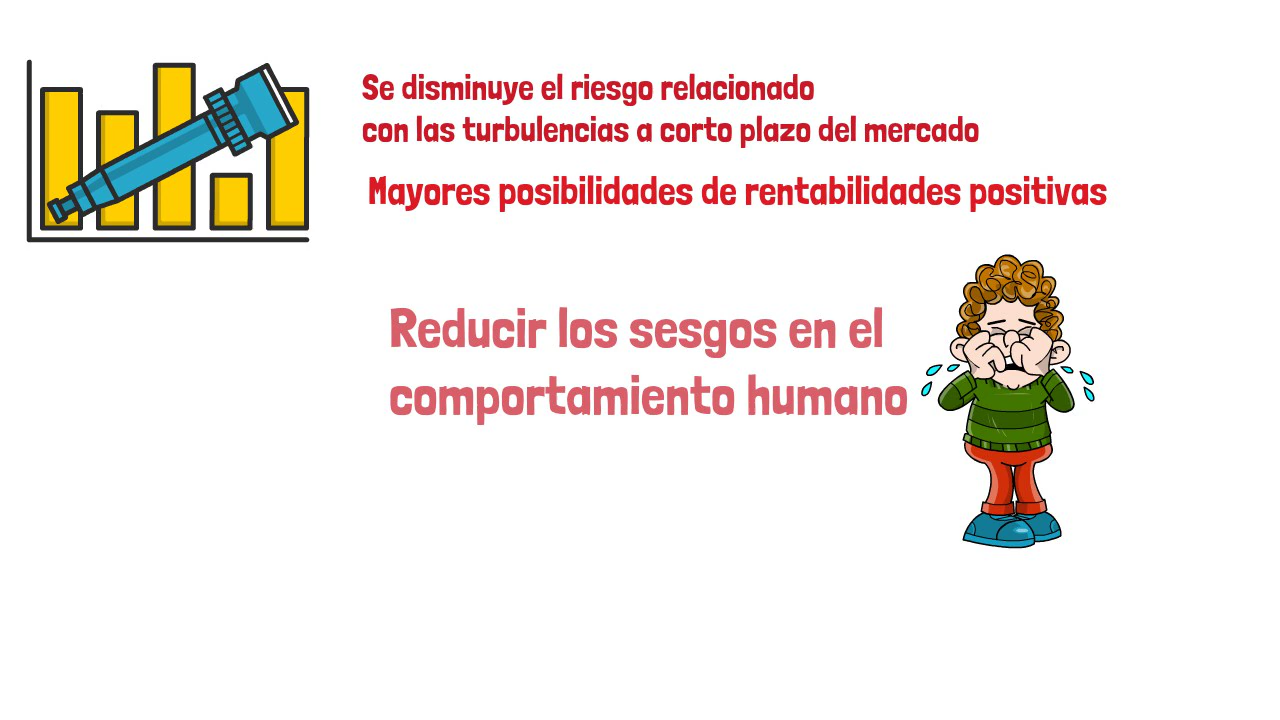 Se disminuye el riesgo relacionado
con las turbulencias a corto plazo del mercado
Mayores posibilidades de rentabilidades positivas
Reducir los sesgos en el
comportamiento humano